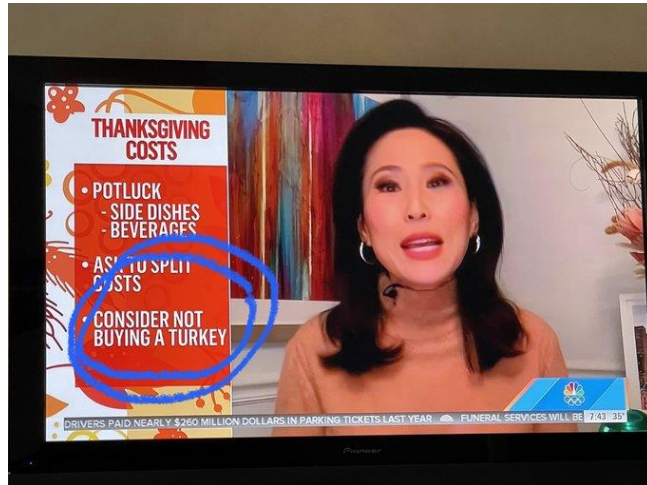 THANKSGIVING
COSTS
• POTLUCK
- SIDE DISHES
- BEVERAGES
• ASK TO SPLIT
COSTS
• CONSIDER NOT
BUYING A TURKEY
DRIVERS PAID NEARLY $260 MILLION DOLLARS IN PARKING TICKETS LAST YEAR FUNERAL SERVICES WILL BE 7:43 35°
Pioneer